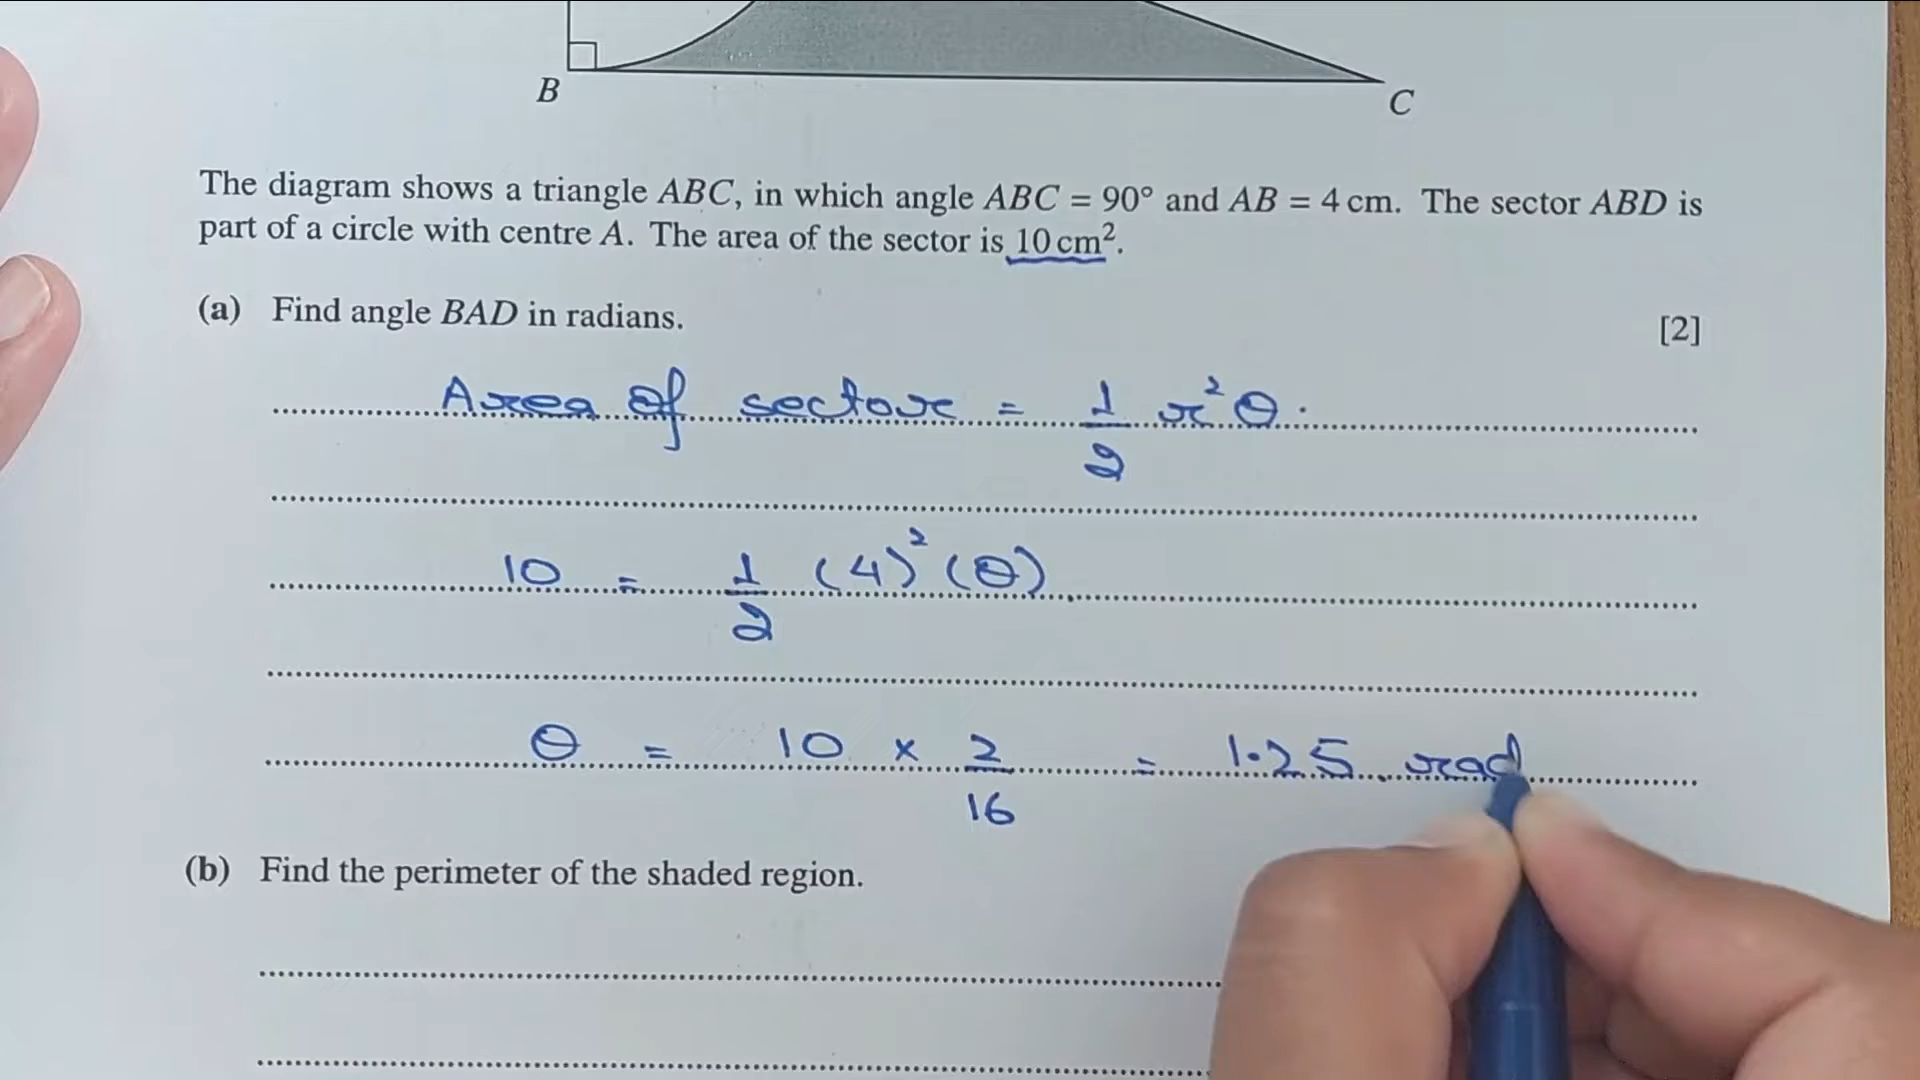 B
C
The diagram shows a triangle ABC, in which angle ABC = 90° and AB = 4 cm. The sector ABD is
part of a circle with centre A. The area of the sector is 10 cm².
(a) Find angle BAD in radians. [2]
Area of sector = 1/2 r²θ.
10 = 1/2 (4)² (θ)
θ = 10 × 2/16 = 1.25 rad
(b) Find the perimeter of the shaded region.